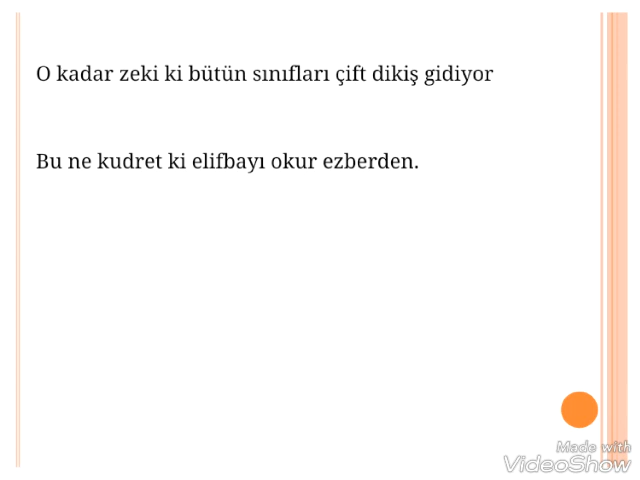 O kadar zeki ki bütün sınıfları çift dikiş gidiyor
Bu ne kudret ki elifbayı okur ezberden.
Made with
VideoShow